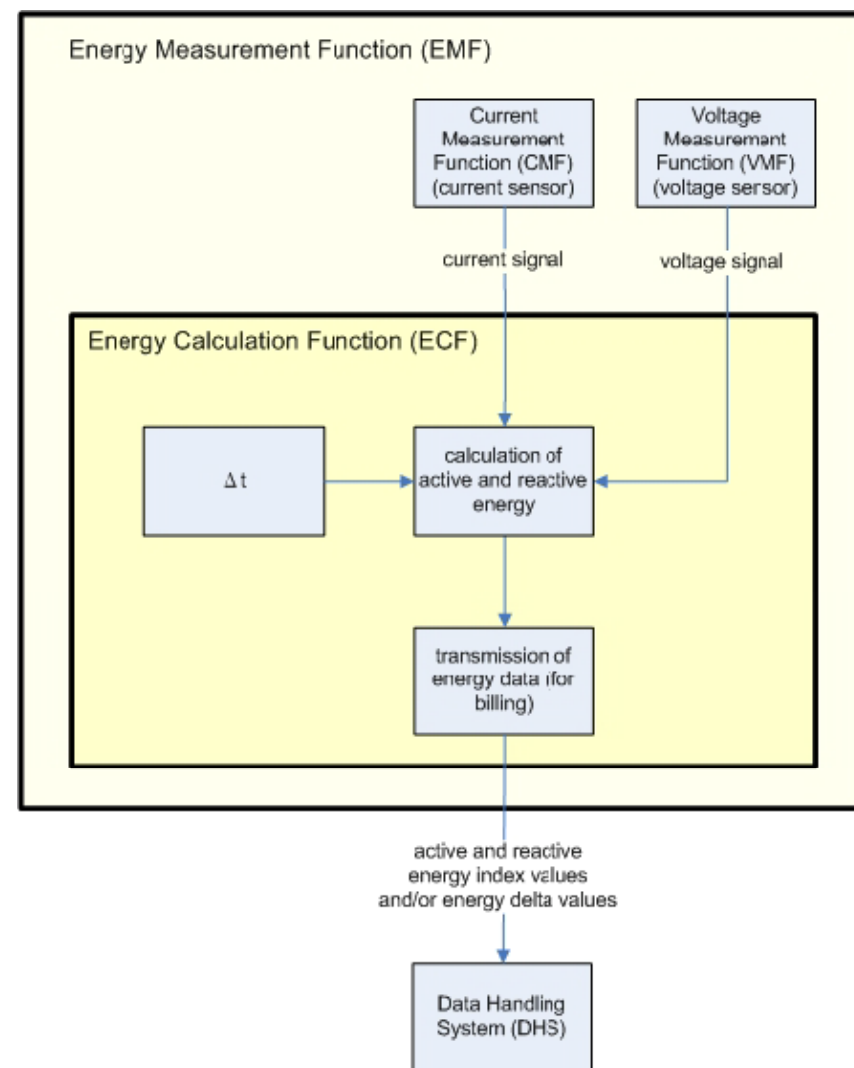 Energy Measurement Function (EMF)
Current
Measurement
Function (CMF)
(current sensor)
Voltage
Measurement
Function (VMF)
(voltage sensor)
current signal
voltage signal
Energy Calculation Function (ECF)
Δt
calculation of
active and reactive
energy
transmission of
energy data (for
billing)
active and reactive
energy index values
and/or energy delta values
Data Handling
System (DHS)